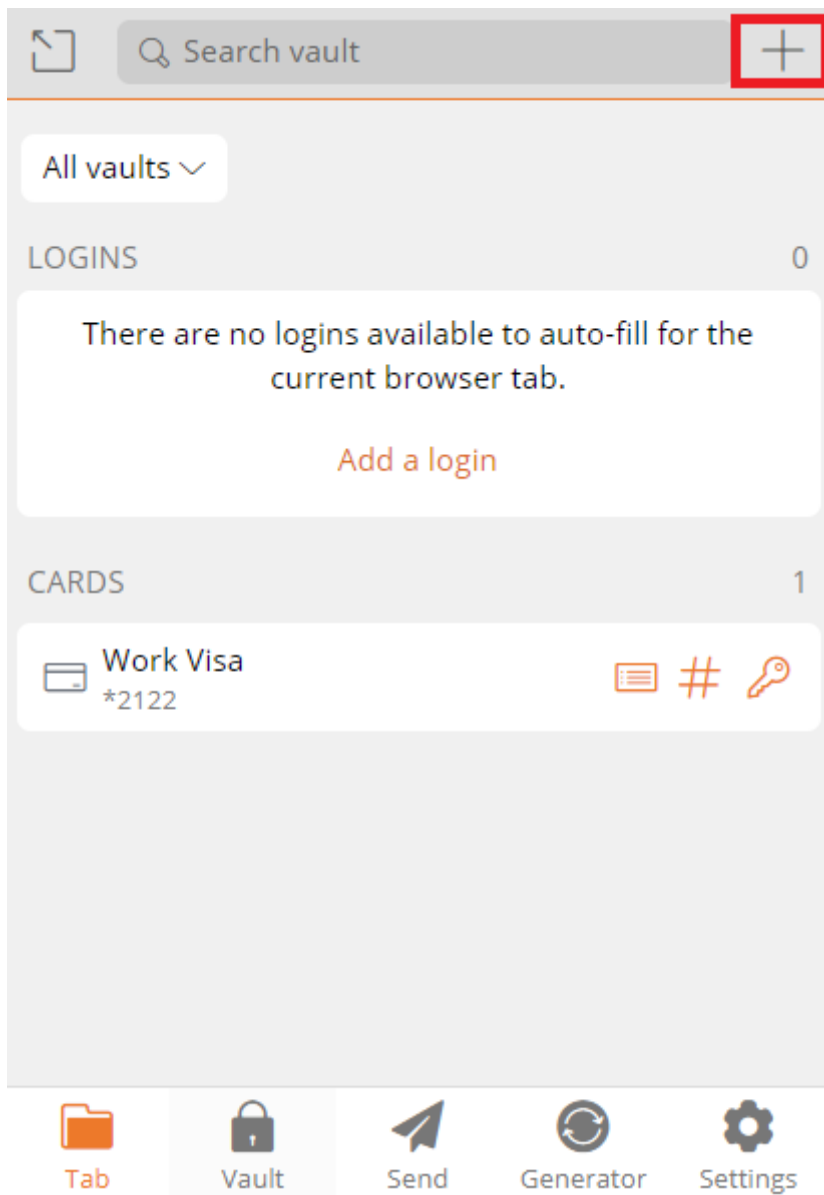 Search vault
All vaults
LOGINS 0
There are no logins available to auto-fill for the
current browser tab.
Add a login
CARDS 1
Work Visa
*2122
Tab Vault Send Generator Settings